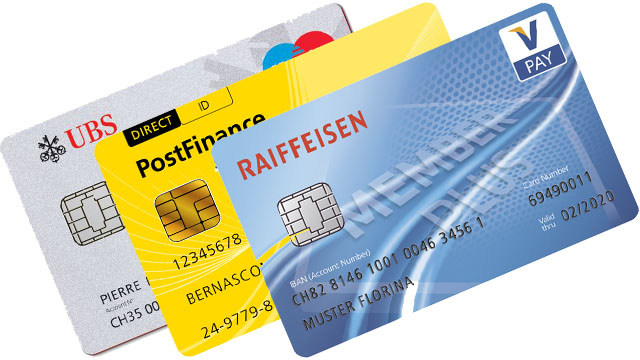 UBS
PIERRE
Account N°
CH35 00
DIRECT ID
PostFinance
12345678
BERNASCO
24-9779-8
V
PAY
RAIFFEISEN
MEMBER
PLUS
Card Number
69490011
Valid
thru
02/2020
IBAN (Account Number)
CH82 8146 1001 0046 3456 1
MUSTER FLORINA